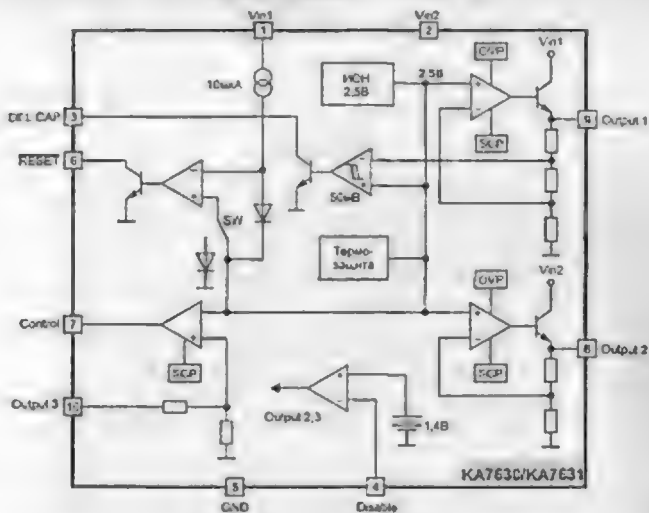 Vin1
Vin2
1
2
10мкА
ИОН
2,5В
2,5В
OVP
Vin1
DEL CAP
3
SCP
9
Output 1
RESET
6
50мВ
SW
Термо-
защита
OVP
Vin2
Control
7
SCP
SCP
8
Output 2
Output 3
10
Output 2,3
1,4В
KA7630/KA7631
5
4
GND
Disable